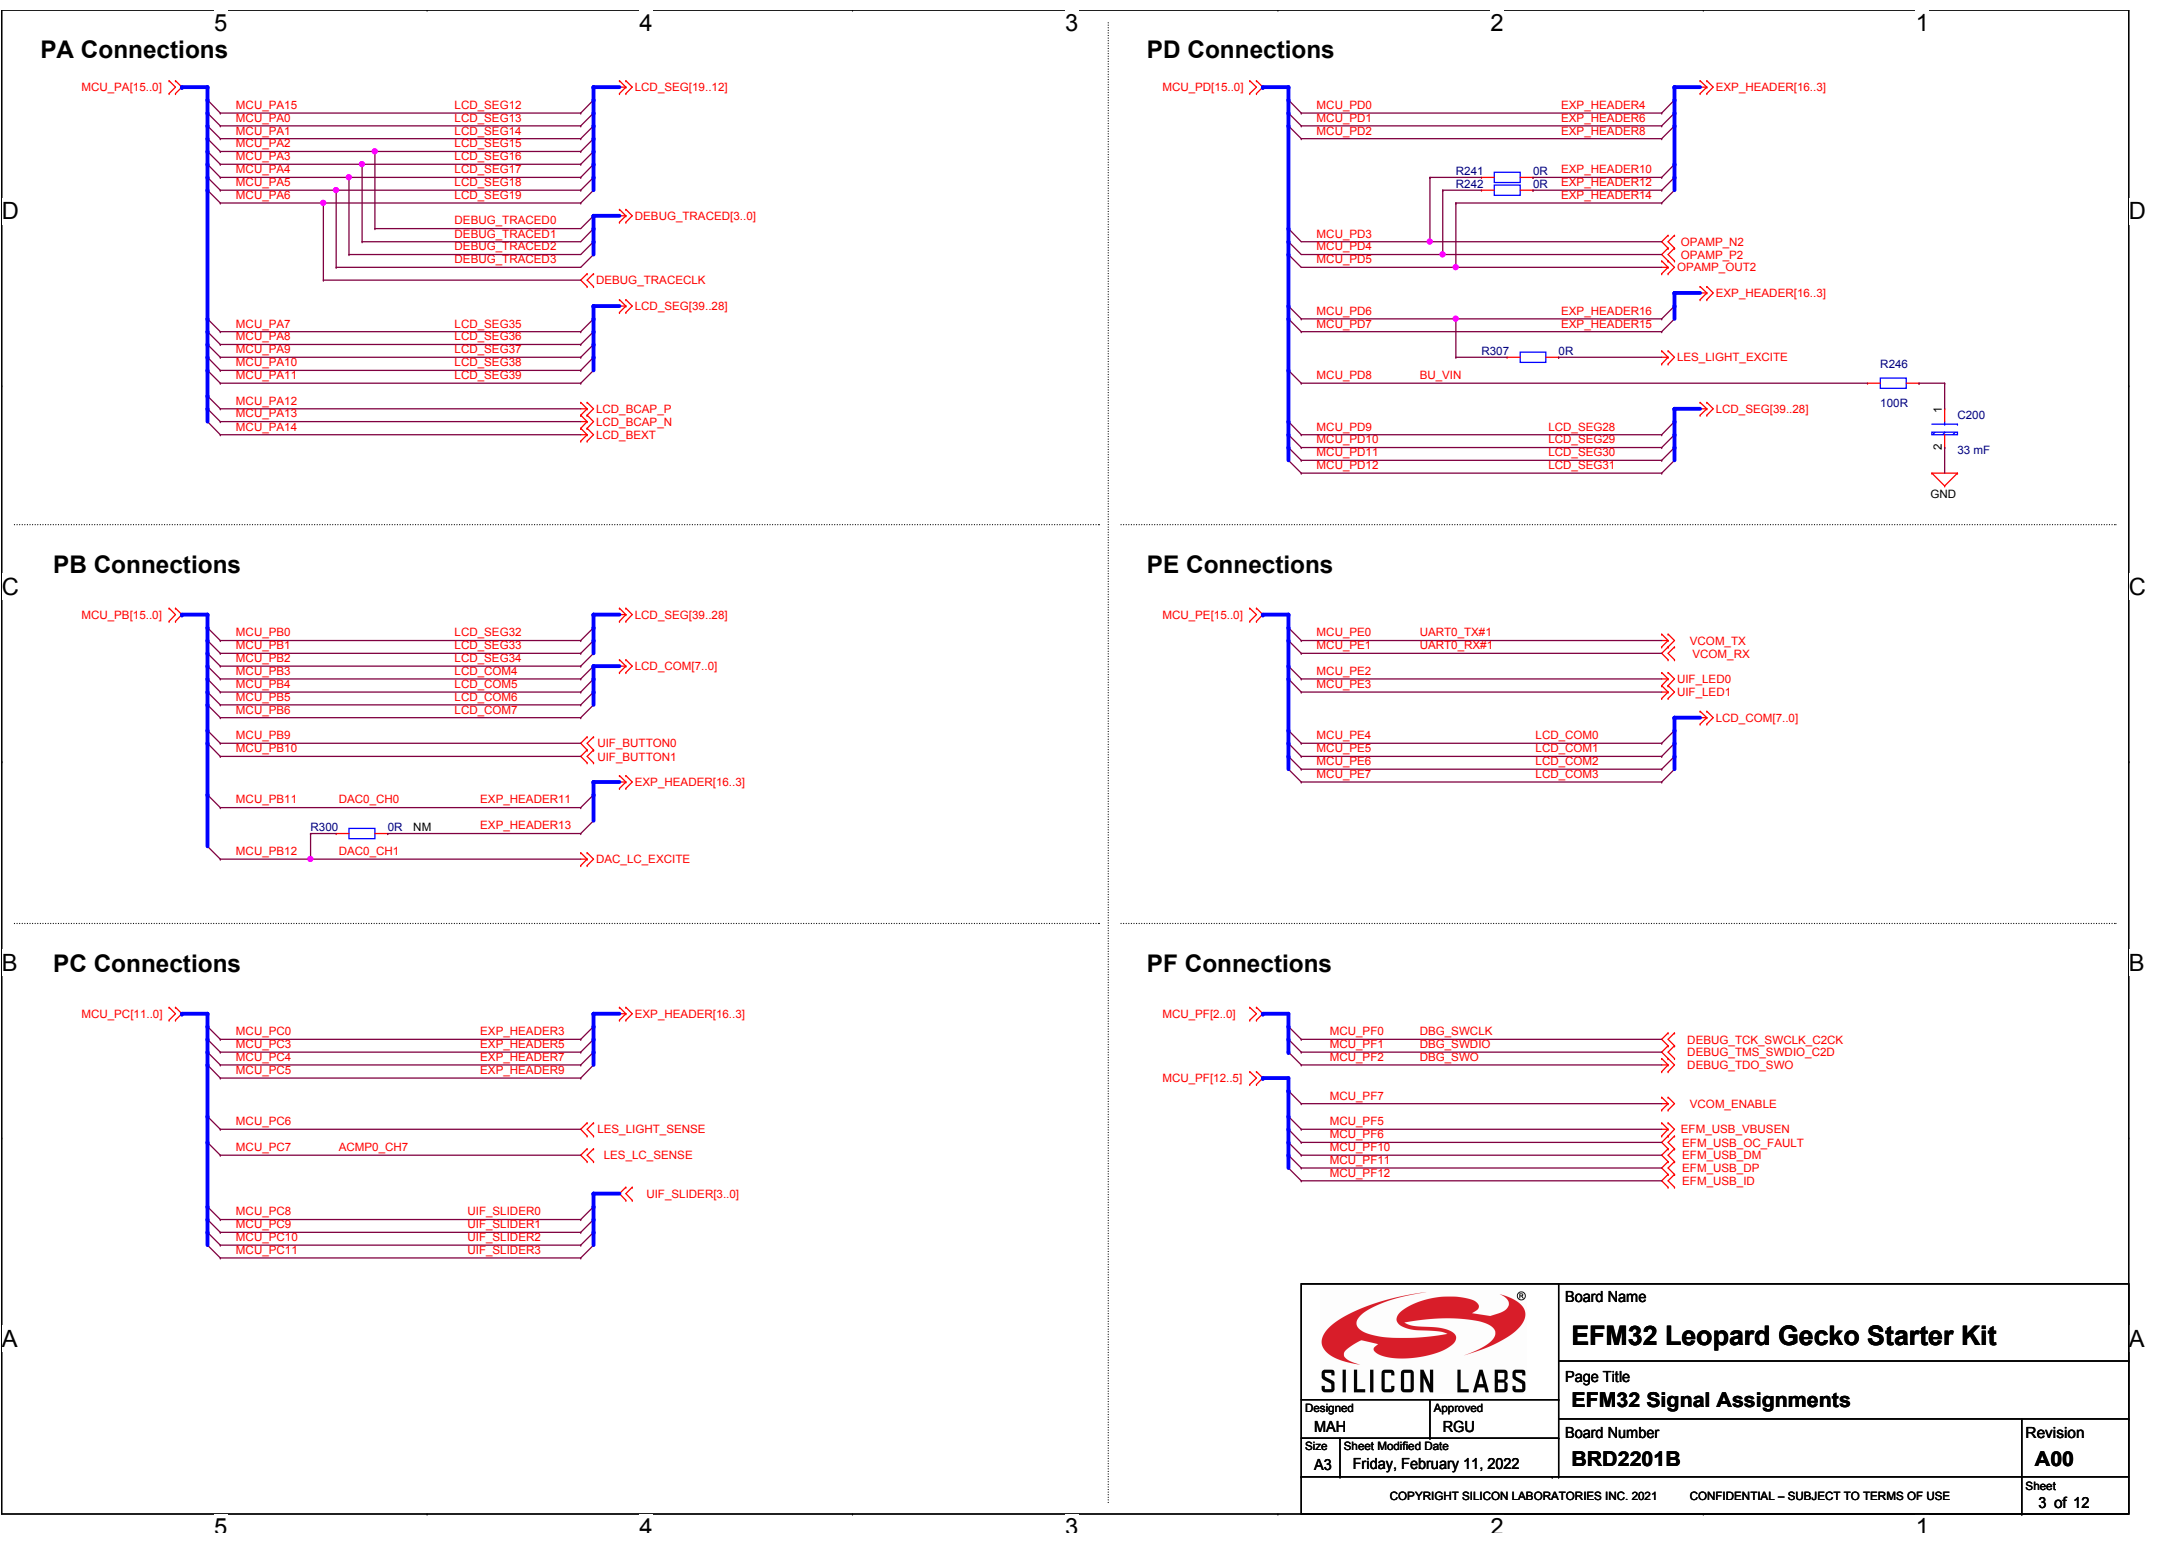 5 4 3 2 1
PA Connections
MCU_PA[15..0]
LCD_SEG[19..12]
MCU_PA15 LCD_SEG12
MCU_PA0 LCD_SEG13
MCU_PA1 LCD_SEG14
MCU_PA2 LCD_SEG15
MCU_PA3 LCD_SEG16
MCU_PA4 LCD_SEG17
MCU_PA5 LCD_SEG18
MCU_PA6 LCD_SEG19
DEBUG_TRACED[3..0]
DEBUG_TRACED0
DEBUG_TRACED1
DEBUG_TRACED2
DEBUG_TRACED3
DEBUG_TRACECLK
LCD_SEG[39..28]
MCU_PA7 LCD_SEG35
MCU_PA8 LCD_SEG36
MCU_PA9 LCD_SEG37
MCU_PA10 LCD_SEG38
MCU_PA11 LCD_SEG39
MCU_PA12 LCD_BCAP_P
MCU_PA13 LCD_BCAP_N
MCU_PA14 LCD_BEXT
PD Connections
MCU_PD[15..0]
EXP_HEADER[16..3]
MCU_PD0 EXP_HEADER4
MCU_PD1 EXP_HEADER6
MCU_PD2 EXP_HEADER8
R241 0R EXP_HEADER10
R242 0R EXP_HEADER12
EXP_HEADER14
MCU_PD3 OPAMP_N2
MCU_PD4 OPAMP_P2
MCU_PD5 OPAMP_OUT2
EXP_HEADER[16..3]
MCU_PD6 EXP_HEADER16
MCU_PD7 EXP_HEADER15
R307 0R LES_LIGHT_EXCITE
MCU_PD8 BU_VIN
R246
100R
1
C200
2
33 mF
GND
LCD_SEG[39..28]
MCU_PD9 LCD_SEG28
MCU_PD10 LCD_SEG29
MCU_PD11 LCD_SEG30
MCU_PD12 LCD_SEG31
D D
PB Connections
MCU_PB[15..0]
LCD_SEG[39..28]
MCU_PB0 LCD_SEG32
MCU_PB1 LCD_SEG33
MCU_PB2 LCD_SEG34
LCD_COM[7..0]
MCU_PB3 LCD_COM4
MCU_PB4 LCD_COM5
MCU_PB5 LCD_COM6
MCU_PB6 LCD_COM7
MCU_PB9 UIF_BUTTON0
MCU_PB10 UIF_BUTTON1
EXP_HEADER[16..3]
MCU_PB11 DAC0_CH0 EXP_HEADER11
R300 0R NM EXP_HEADER13
MCU_PB12 DAC0_CH1 DAC_LC_EXCITE
PE Connections
MCU_PE[15..0]
MCU_PE0 UART0_TX#1 VCOM_TX
MCU_PE1 UART0_RX#1 VCOM_RX
MCU_PE2 UIF_LED0
MCU_PE3 UIF_LED1
LCD_COM[7..0]
MCU_PE4 LCD_COM0
MCU_PE5 LCD_COM1
MCU_PE6 LCD_COM2
MCU_PE7 LCD_COM3
C C
PC Connections
MCU_PC[11..0]
EXP_HEADER[16..3]
MCU_PC0 EXP_HEADER3
MCU_PC3 EXP_HEADER5
MCU_PC4 EXP_HEADER7
MCU_PC5 EXP_HEADER9
MCU_PC6 LES_LIGHT_SENSE
MCU_PC7 ACMP0_CH7 LES_LC_SENSE
UIF_SLIDER[3..0]
MCU_PC8 UIF_SLIDER0
MCU_PC9 UIF_SLIDER1
MCU_PC10 UIF_SLIDER2
MCU_PC11 UIF_SLIDER3
PF Connections
MCU_PF[2..0]
MCU_PF0 DBG_SWCLK DEBUG_TCK_SWCLK_C2CK
MCU_PF1 DBG_SWDIO DEBUG_TMS_SWDIO_C2D
MCU_PF2 DBG_SWO DEBUG_TDO_SWO
MCU_PF[12..5]
MCU_PF7 VCOM_ENABLE
MCU_PF5 EFM_USB_VBUSEN
MCU_PF6 EFM_USB_OC_FAULT
MCU_PF10 EFM_USB_DM
MCU_PF11 EFM_USB_DP
MCU_PF12 EFM_USB_ID
B B
A A
®
SILICON LABS
Board Name
EFM32 Leopard Gecko Starter Kit
Page Title
EFM32 Signal Assignments
Designed Approved
MAH RGU
Board Number Revision
BRD2201B A00
Size Sheet Modified Date
A3 Friday, February 11, 2022
COPYRIGHT SILICON LABORATORIES INC. 2021 CONFIDENTIAL – SUBJECT TO TERMS OF USE
Sheet
3 of 12
5 4 3 2 1